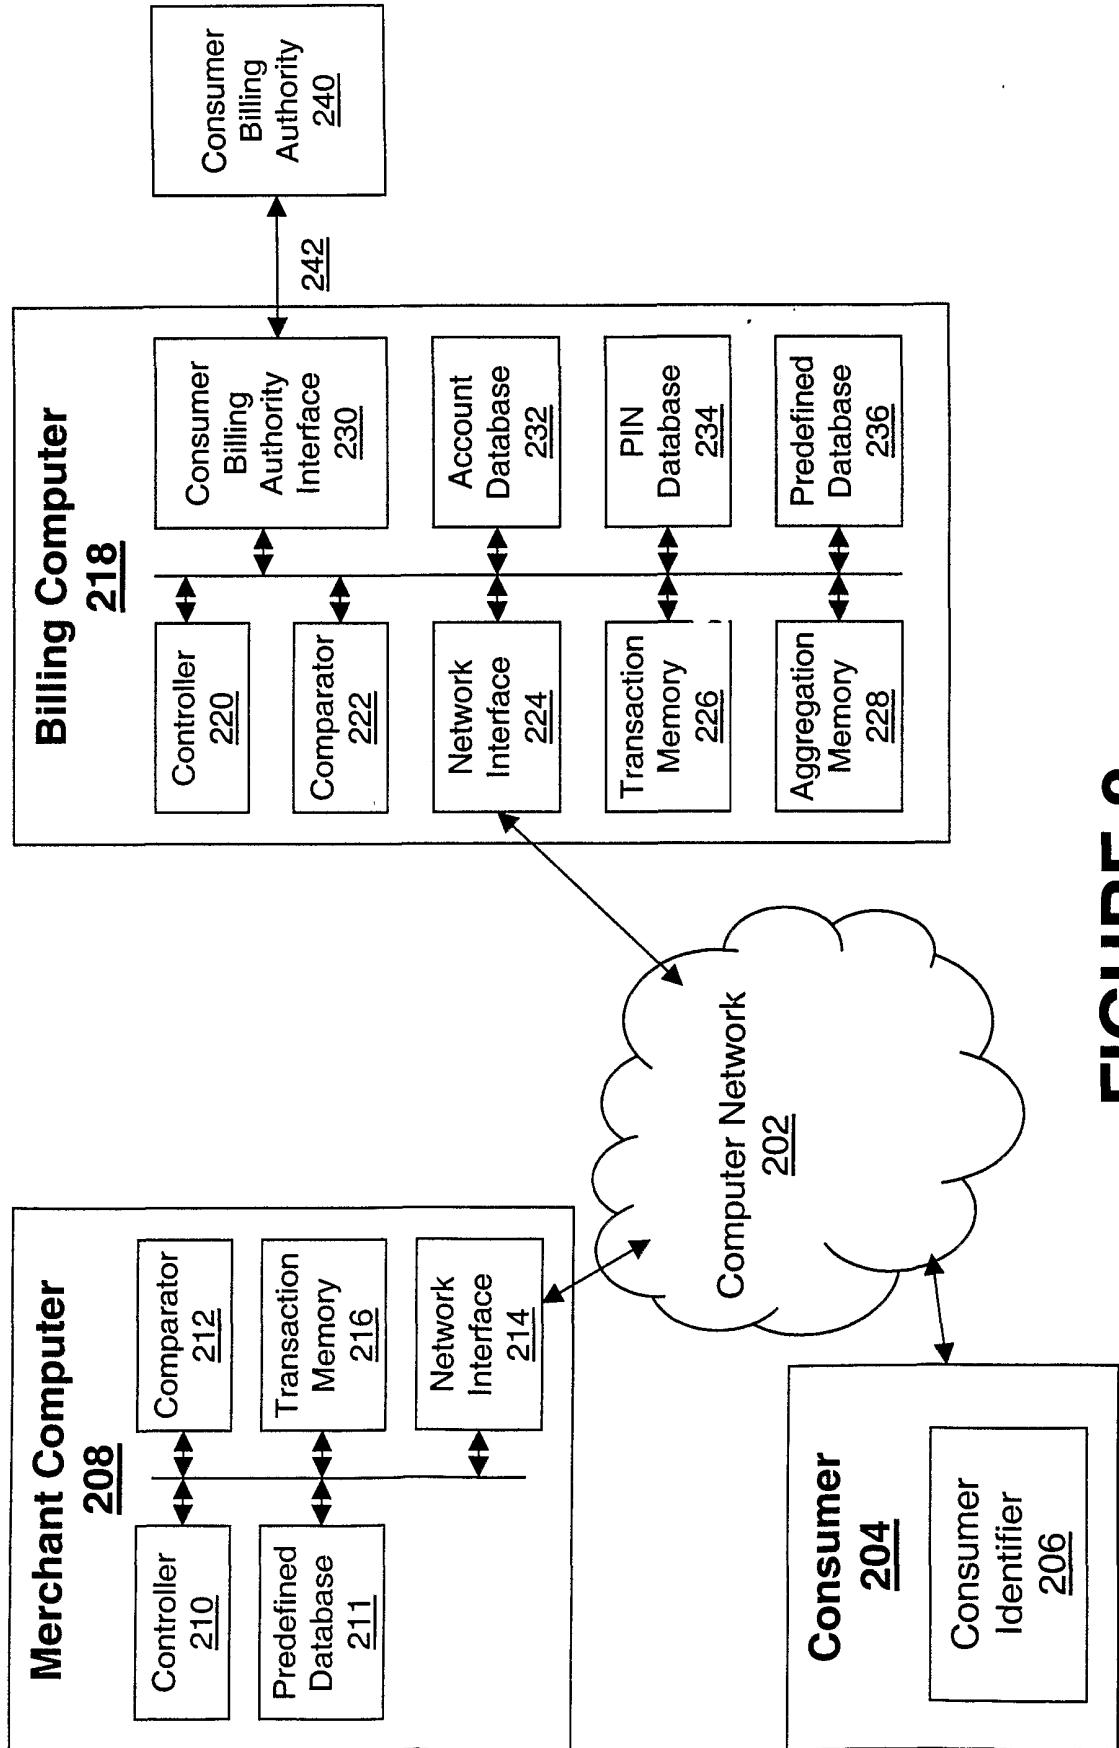 Merchant Computer
208
Controller
210
Comparator
212
Predefined
Database
211
Transaction
Memory
216
Network
Interface
214
Billing Computer
218
Controller
220
Consumer
Billing
Authority
Interface
230
Comparator
222
Network
Interface
224
Account
Database
232
Transaction
Memory
226
PIN
Database
234
Aggregation
Memory
228
Predefined
Database
236
242
Consumer
Billing
Authority
240
Computer Network
202
Consumer
204
Consumer
Identifier
206
FIGURE